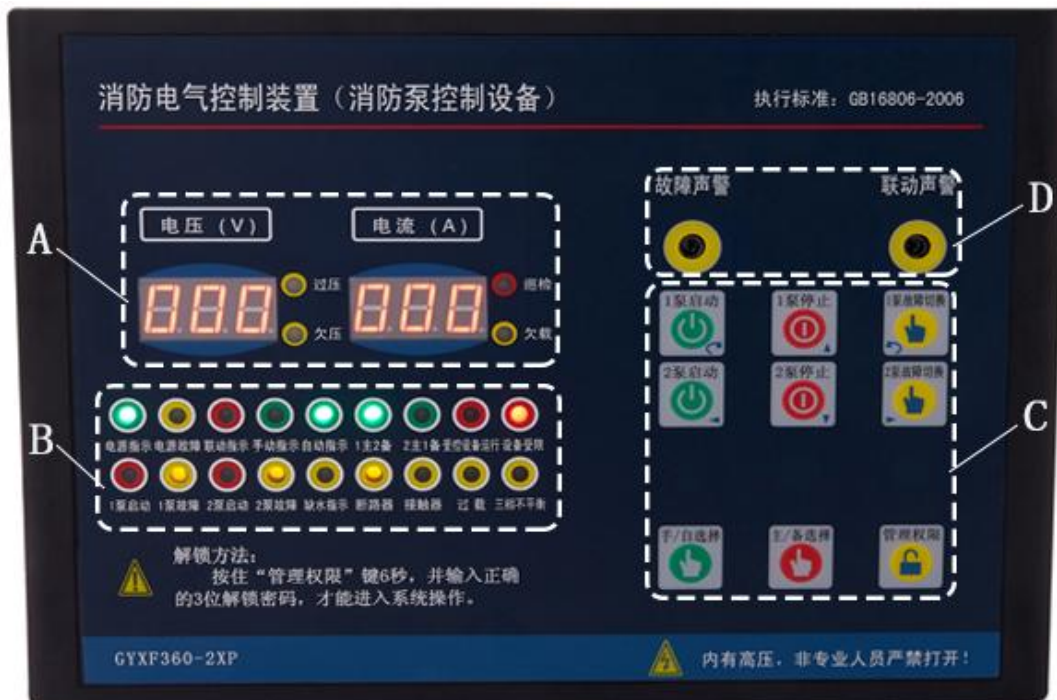 消防电气控制装置（消防泵控制设备）
执行标准：GB16806-2006
故障声警
联动声警
D
电压（V）
电流（A）
A
000
过压
欠压
000
巡检
欠载
1泵启动
1泵停止
1泵故障切换
2泵启动
2泵停止
2泵故障切换
C
B
电源指示 电源故障 联动指示 手动指示 自动指示 1主2备 2主1备 受控设备运行 设备受限
1泵启动 1泵故障 2泵启动 2泵故障 缺水指示 断路器 接触器 过载 三相不平衡
手/自选择
主/备选择
管理权限
解锁方法：
按住“管理权限”键6秒，并输入正确
的3位解锁密码，才能进入系统操作。
GYXF360-2XP
内有高压，非专业人员严禁打开！